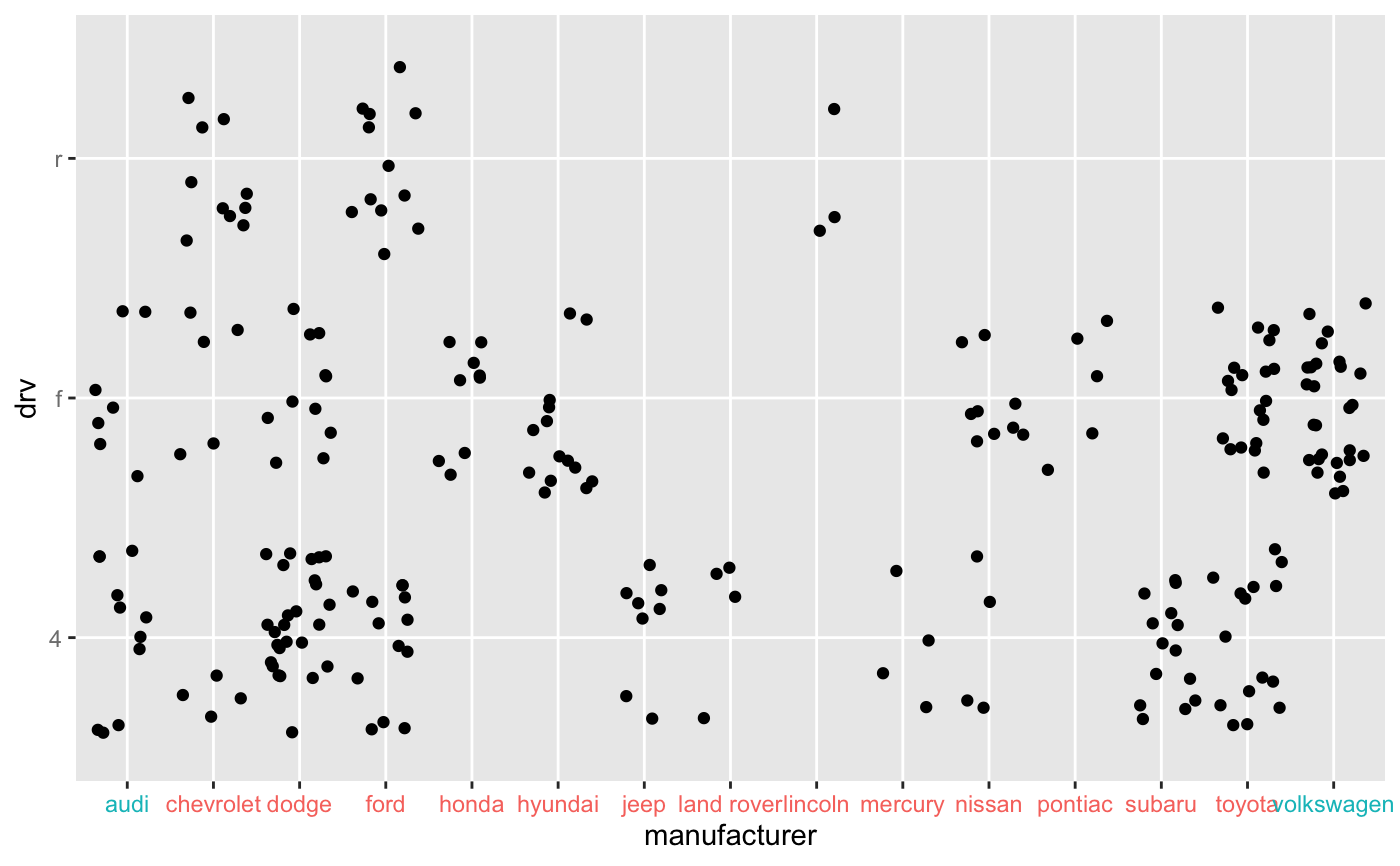 r
f
4
drv
audi chevrolet dodge ford honda hyundai jeep land rover lincoln mercury nissan pontiac subaru toyota volkswagen
manufacturer